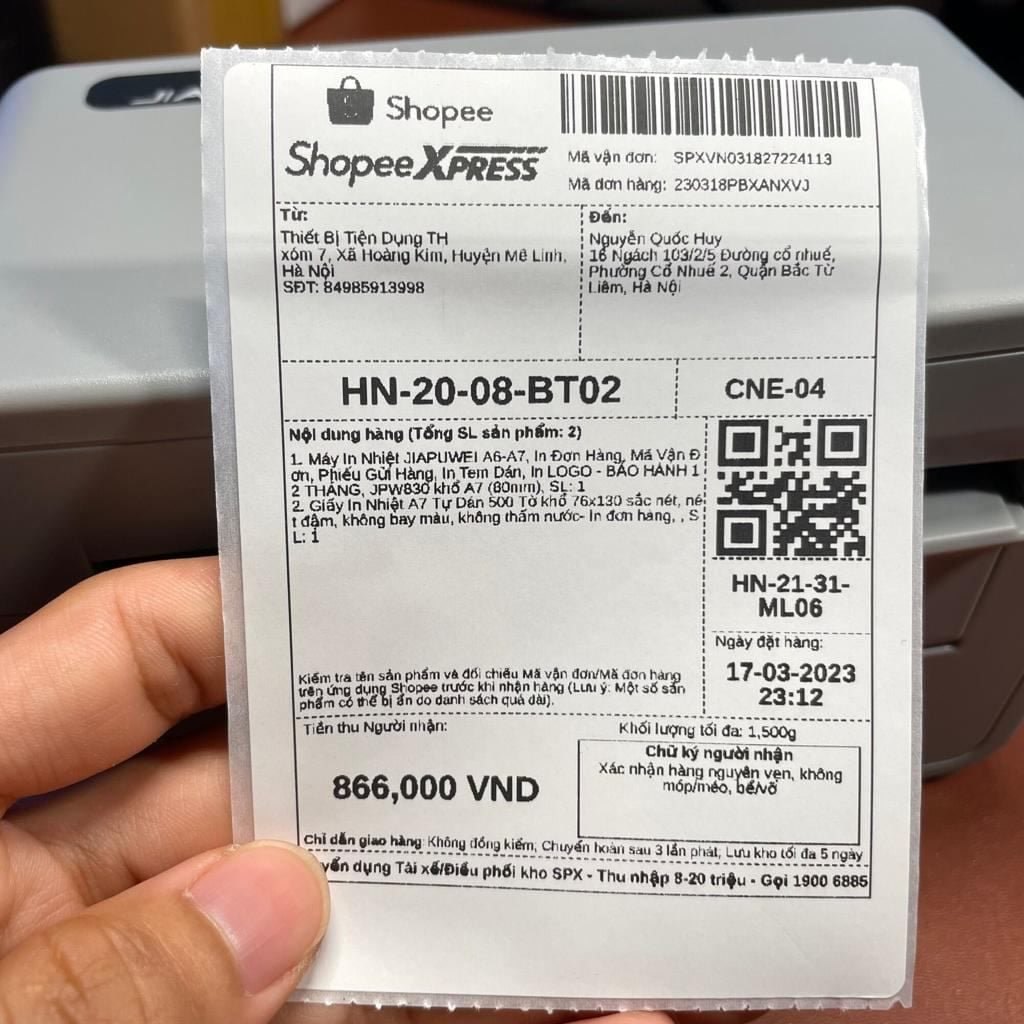 JIA
Shopee
Shopee XPRESS
Mã vận đơn: SPXVN031827224113
Mã đơn hàng: 230318PBXANXVJ
Từ:
Thiết Bị Tiện Dụng TH
xóm 7, Xã Hoàng Kim, Huyện Mê Linh,
Hà Nội
SĐT: 84985913998
Đến:
Nguyễn Quốc Huy
16 Ngách 103/2/5 Đường cổ nhuế,
Phường Cổ Nhuế 2, Quận Bắc Từ
Liêm, Hà Nội
HN-20-08-BT02
CNE-04
Nội dung hàng (Tổng SL sản phẩm: 2)
1. Máy In Nhiệt JIAPUWEI A6-A7, In Đơn Hàng, Mã Vận Đ
ơn, Phiếu Gửi Hàng, In Tem Dán, In LOGO - BẢO HÀNH 1
2 THÁNG, JPW830 khổ A7 (80mm), SL: 1
2. Giấy In Nhiệt A7 Tự Dán 500 Tờ khổ 76x130 sắc nét, né
t đậm, không bay màu, không thấm nước- In đơn hàng, , S
L: 1
HN-21-31-
ML06
Ngày đặt hàng:
17-03-2023
23:12
Kiểm tra tên sản phẩm và đối chiếu Mã vận đơn/Mã đơn hàng
trên ứng dụng Shopee trước khi nhận hàng (Lưu ý: Một số sản
phẩm có thể bị ẩn do danh sách quá dài).
Tiền thu Người nhận:
866,000 VND
Khối lượng tối đa: 1,500g
Chữ ký người nhận
Xác nhận hàng nguyên vẹn, không
móp/méo, bể/vỡ
Chỉ dẫn giao hàng: Không đồng kiểm; Chuyển hoàn sau 3 lần phát; Lưu kho tối đa 5 ngày
yển dụng Tài xế/Điều phối kho SPX - Thu nhập 8-20 triệu - Gọi 1900 6885